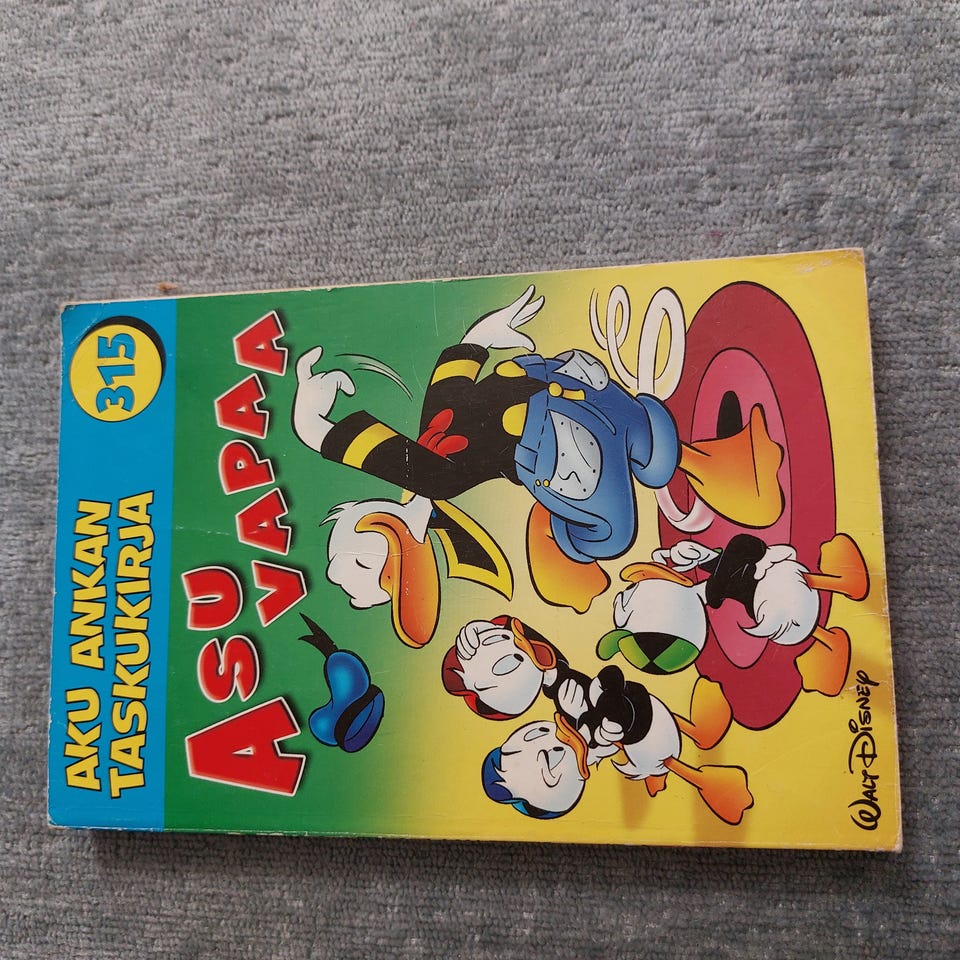 AKU ANKAN
TASKUKIRJA
315
ASU
VAPAA
WALT DISNEY